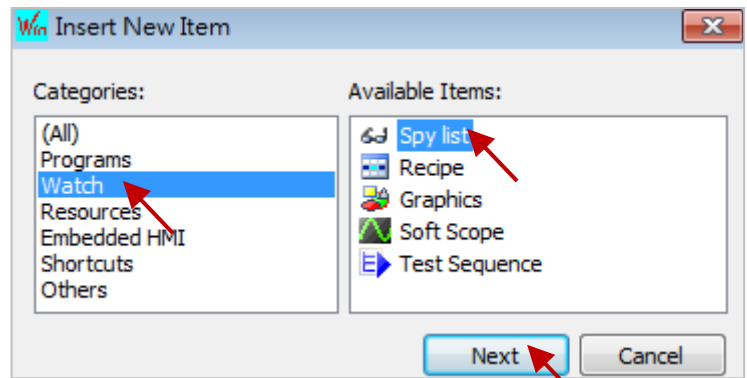 Win Insert New Item
Categories:
(All)
Programs
Watch
Resources
Embedded HMI
Shortcuts
Others
Available Items:
Spy list
Recipe
Graphics
Soft Scope
Test Sequence
Next
Cancel